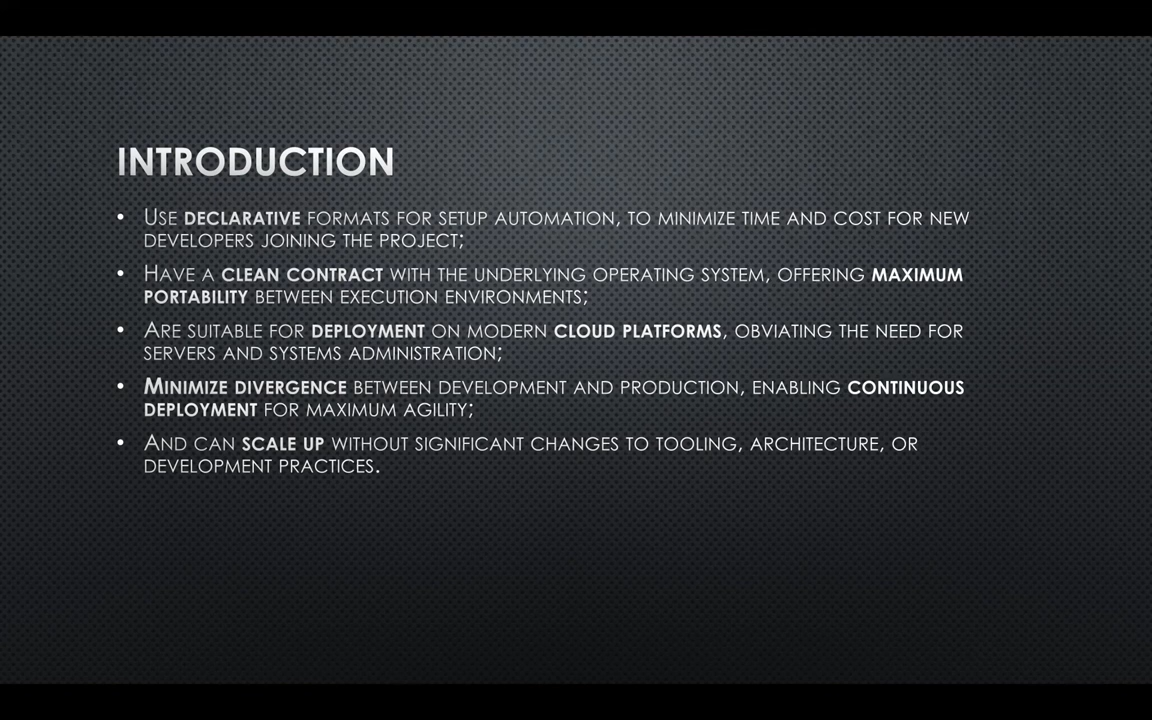 INTRODUCTION
• USE DECLARATIVE FORMATS FOR SETUP AUTOMATION, TO MINIMIZE TIME AND COST FOR NEW
DEVELOPERS JOINING THE PROJECT;
• HAVE A CLEAN CONTRACT WITH THE UNDERLYING OPERATING SYSTEM, OFFERING MAXIMUM
PORTABILITY BETWEEN EXECUTION ENVIRONMENTS;
• ARE SUITABLE FOR DEPLOYMENT ON MODERN CLOUD PLATFORMS, OBVIATING THE NEED FOR
SERVERS AND SYSTEMS ADMINISTRATION;
• MINIMIZE DIVERGENCE BETWEEN DEVELOPMENT AND PRODUCTION, ENABLING CONTINUOUS
DEPLOYMENT FOR MAXIMUM AGILITY;
• AND CAN SCALE UP WITHOUT SIGNIFICANT CHANGES TO TOOLING, ARCHITECTURE, OR
DEVELOPMENT PRACTICES.